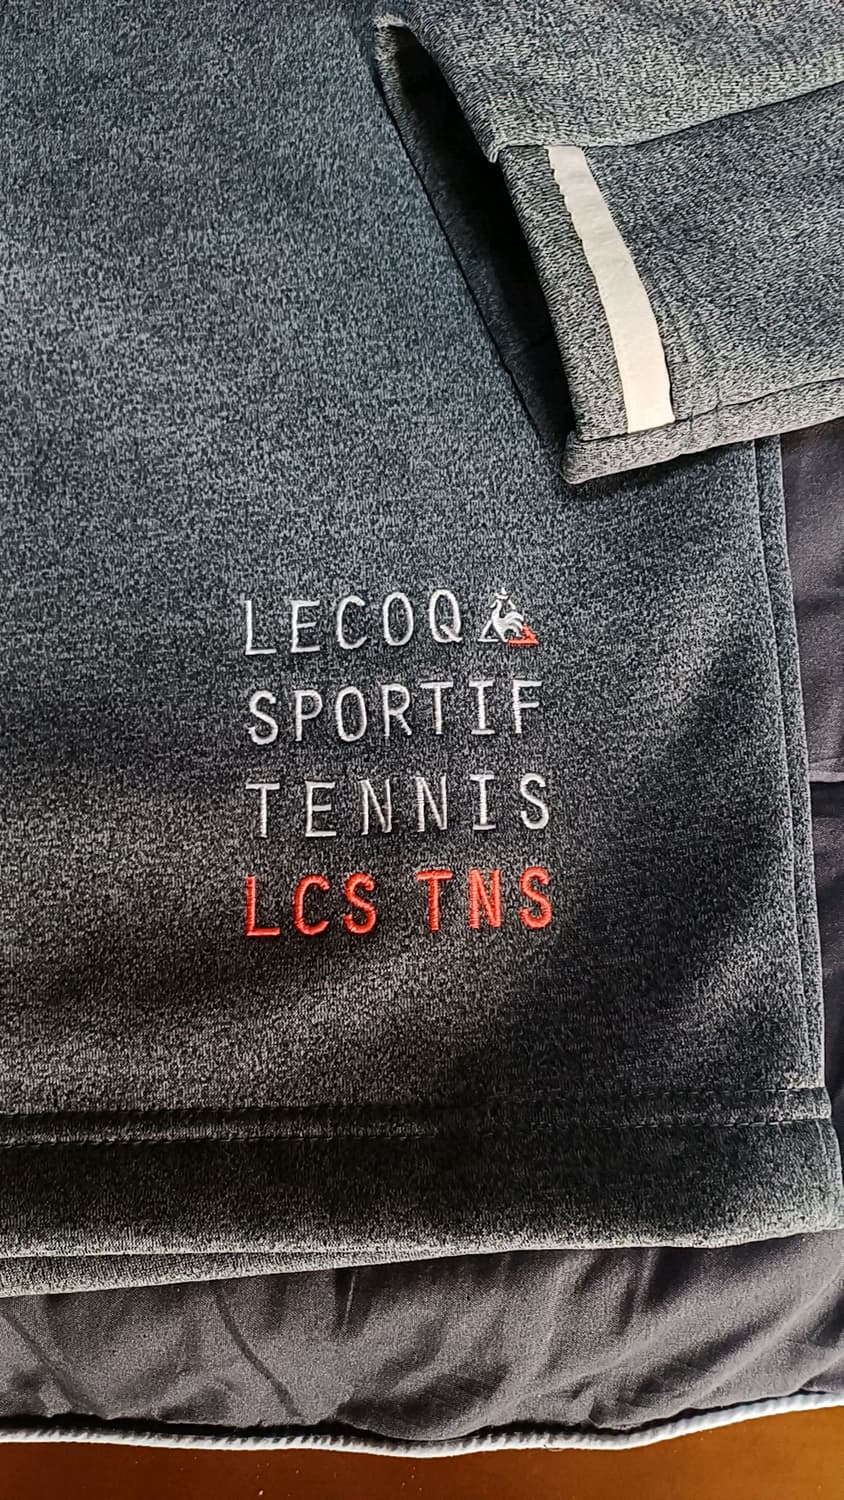 LECOQ
SPORTIF
TENNIS
LCS TNS